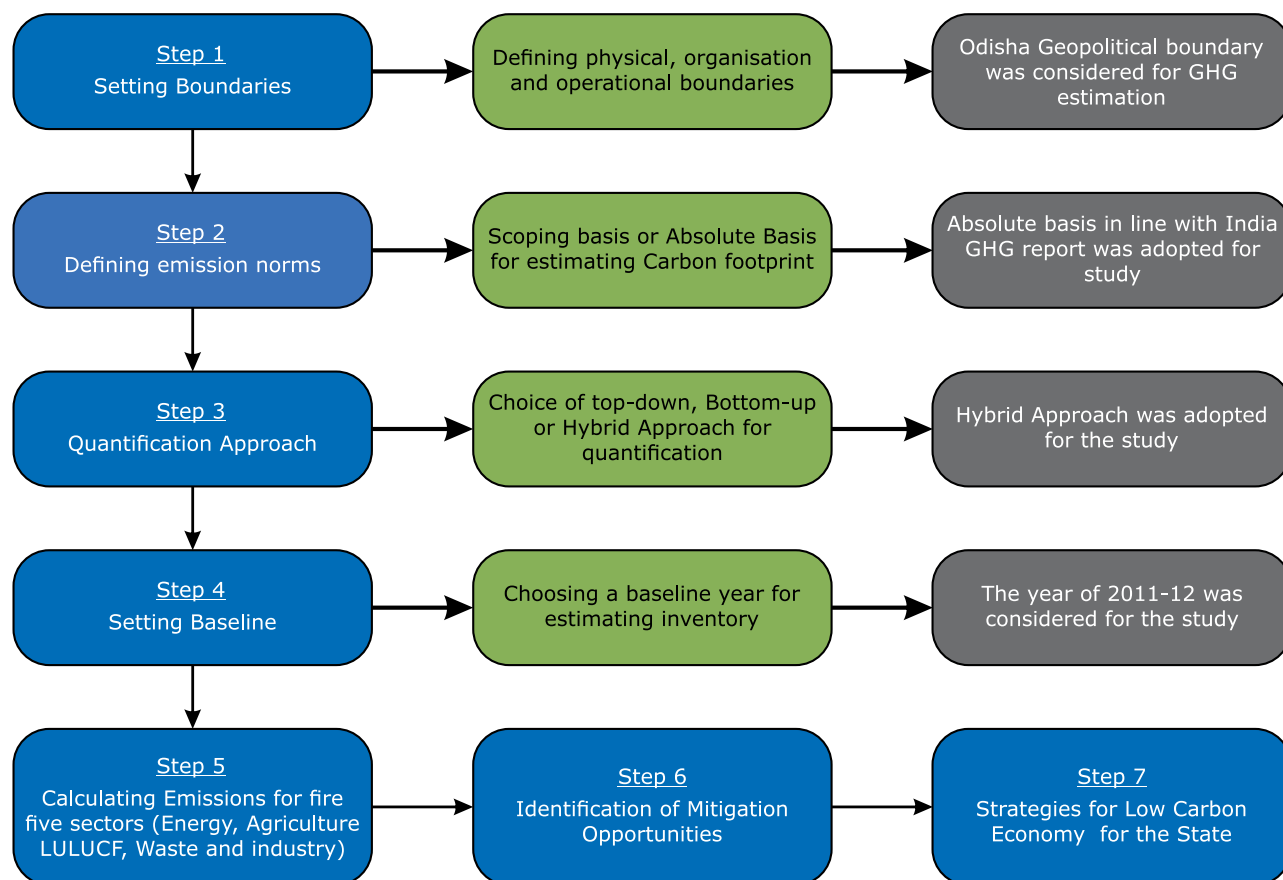 Step 1
Setting Boundaries
Defining physical, organisation
and operational boundaries
Odisha Geopolitical boundary
was considered for GHG
estimation
Step 2
Defining emission norms
Scoping basis or Absolute Basis
for estimating Carbon footprint
Absolute basis in line with India
GHG report was adopted for
study
Step 3
Quantification Approach
Choice of top-down, Bottom-up
or Hybrid Approach for
quantification
Hybrid Approach was adopted
for the study
Step 4
Setting Baseline
Choosing a baseline year for
estimating inventory
The year of 2011-12 was
considered for the study
Step 5
Calculating Emissions for fire
five sectors (Energy, Agriculture
LULUCF, Waste and industry)
Step 6
Identification of Mitigation
Opportunities
Step 7
Strategies for Low Carbon
Economy  for the State